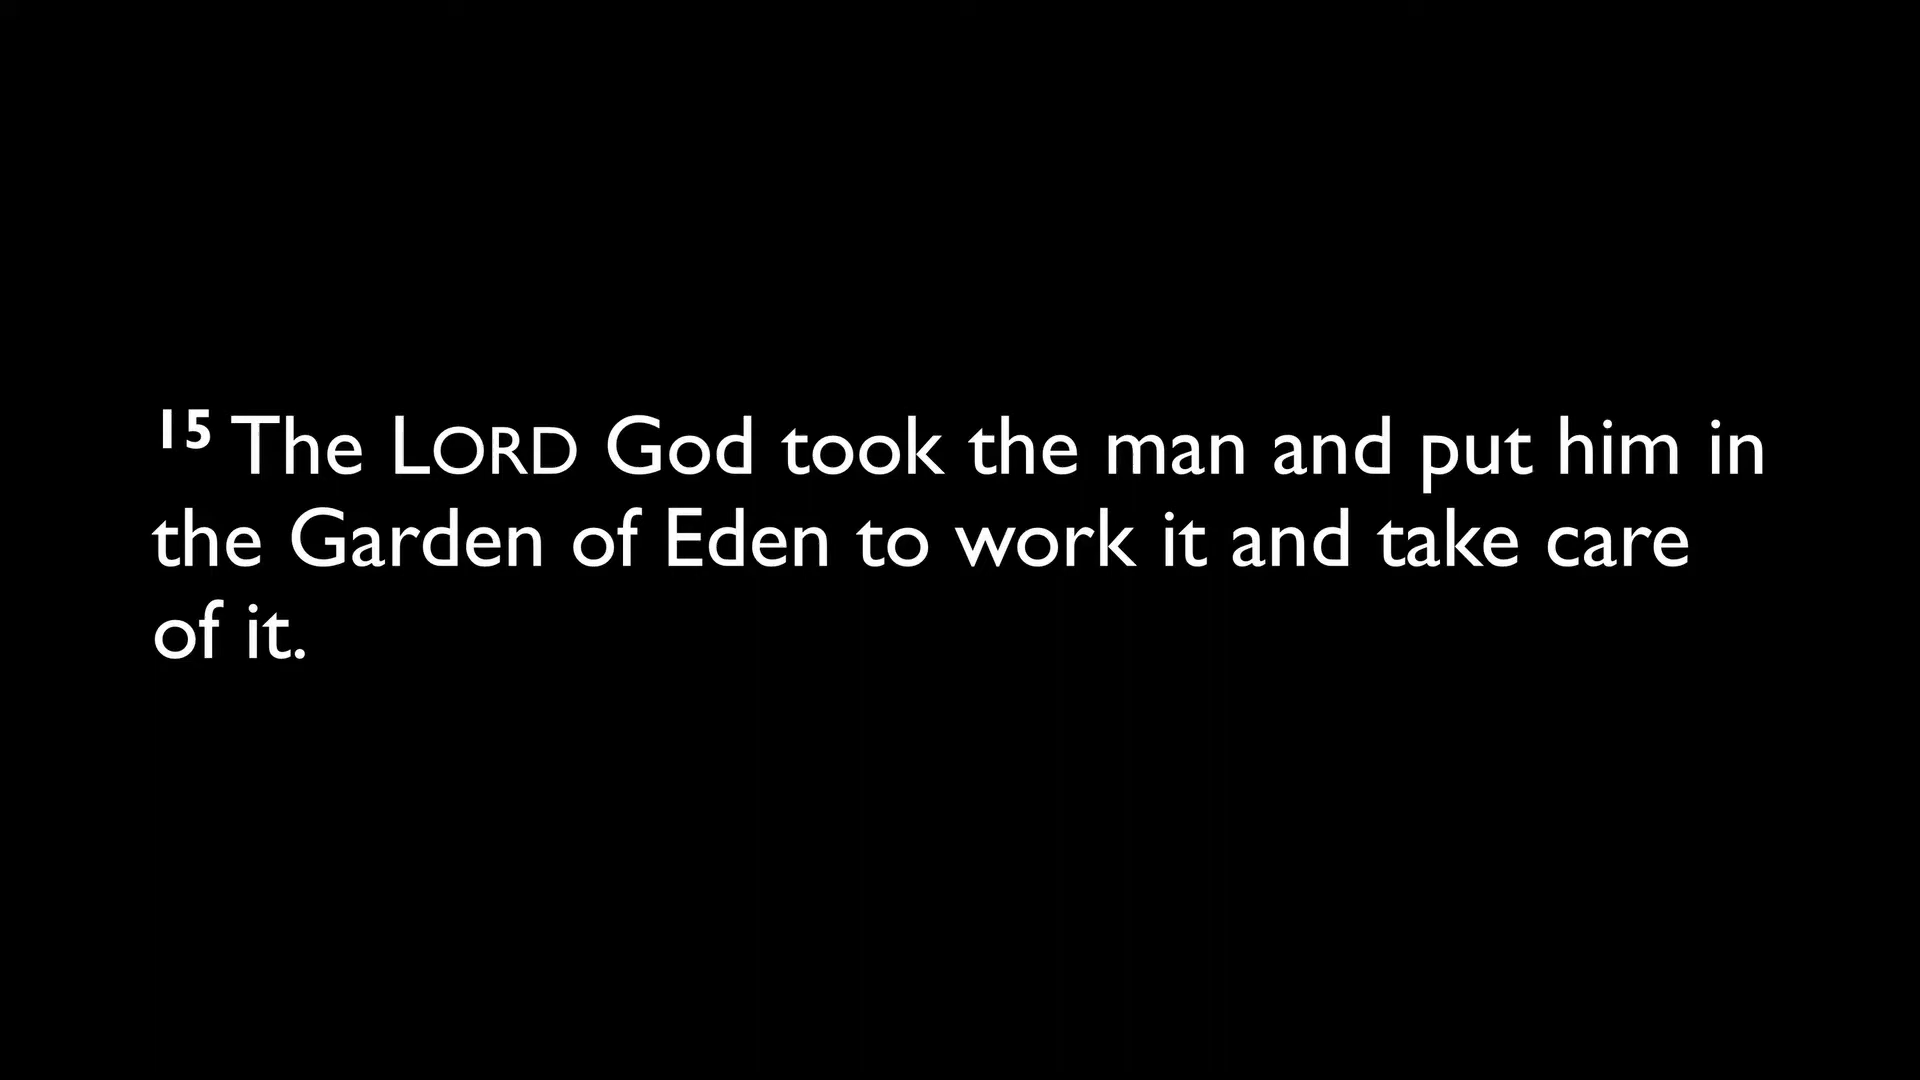 15 The LORD God took the man and put him in
the Garden of Eden to work it and take care
of it.